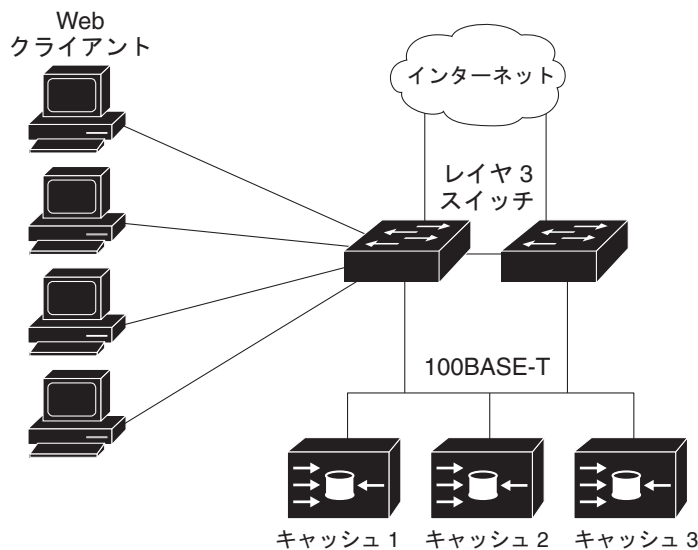 Web
クライアント
インターネット
レイヤ 3
スイッチ
100BASE-T
キャッシュ 1
キャッシュ 2
キャッシュ 3